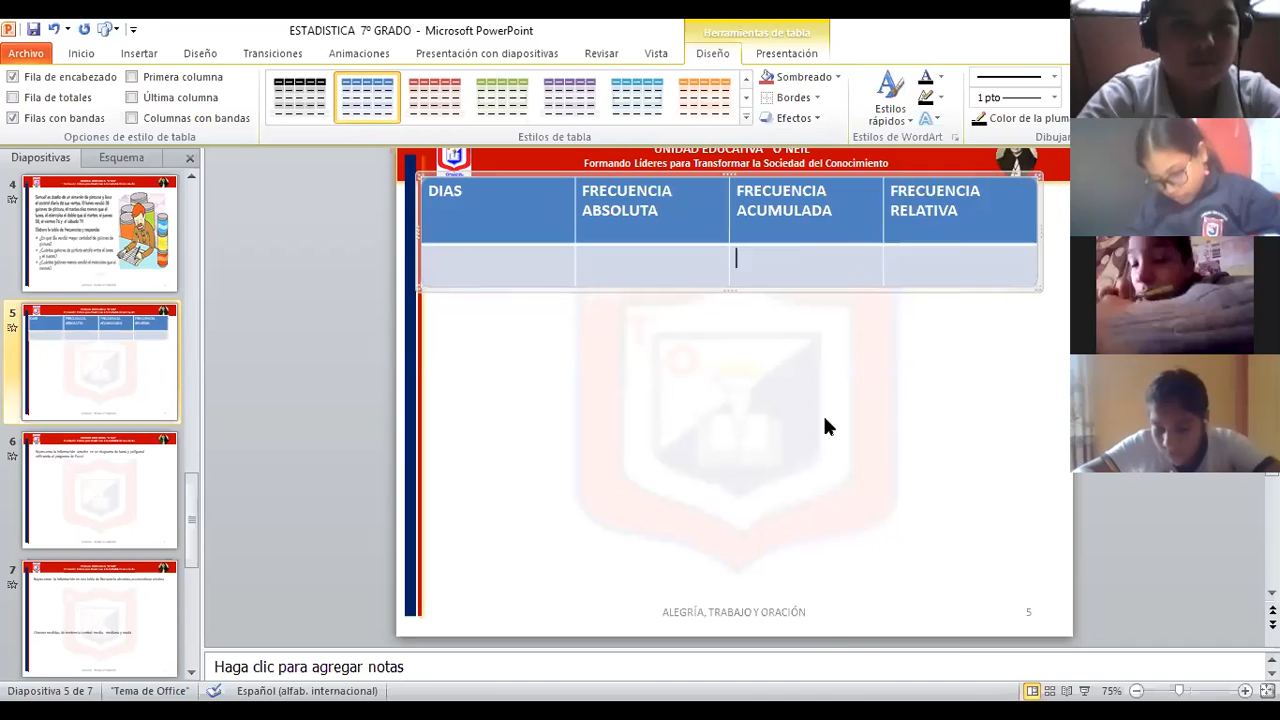 ESTADISTICA 7º GRADO - Microsoft PowerPoint
Herramientas de tabla
Archivo
Inicio
Insertar
Diseño
Transiciones
Animaciones
Presentación con diapositivas
Revisar
Vista
Diseño
Presentación
Fila de encabezado
Primera columna
Fila de totales
Última columna
Filas con bandas
Columnas con bandas
Opciones de estilo de tabla
Estilos de tabla
Sombreado
Bordes
Efectos
Estilos rápidos
Estilos de WordArt
1 pto
Color de la plum
Dibujar
Diapositivas
Esquema
4
5
6
7
UNIDAD EDUCATIVA "O'NEIL"
Formando Líderes para Transformar la Sociedad del Conocimiento
DIAS
FRECUENCIA
ABSOLUTA
FRECUENCIA
ACUMULADA
FRECUENCIA
RELATIVA
ALEGRÍA, TRABAJO Y ORACIÓN
5
Haga clic para agregar notas
Diapositiva 5 de 7
"Tema de Office"
Español (alfab. internacional)
75%